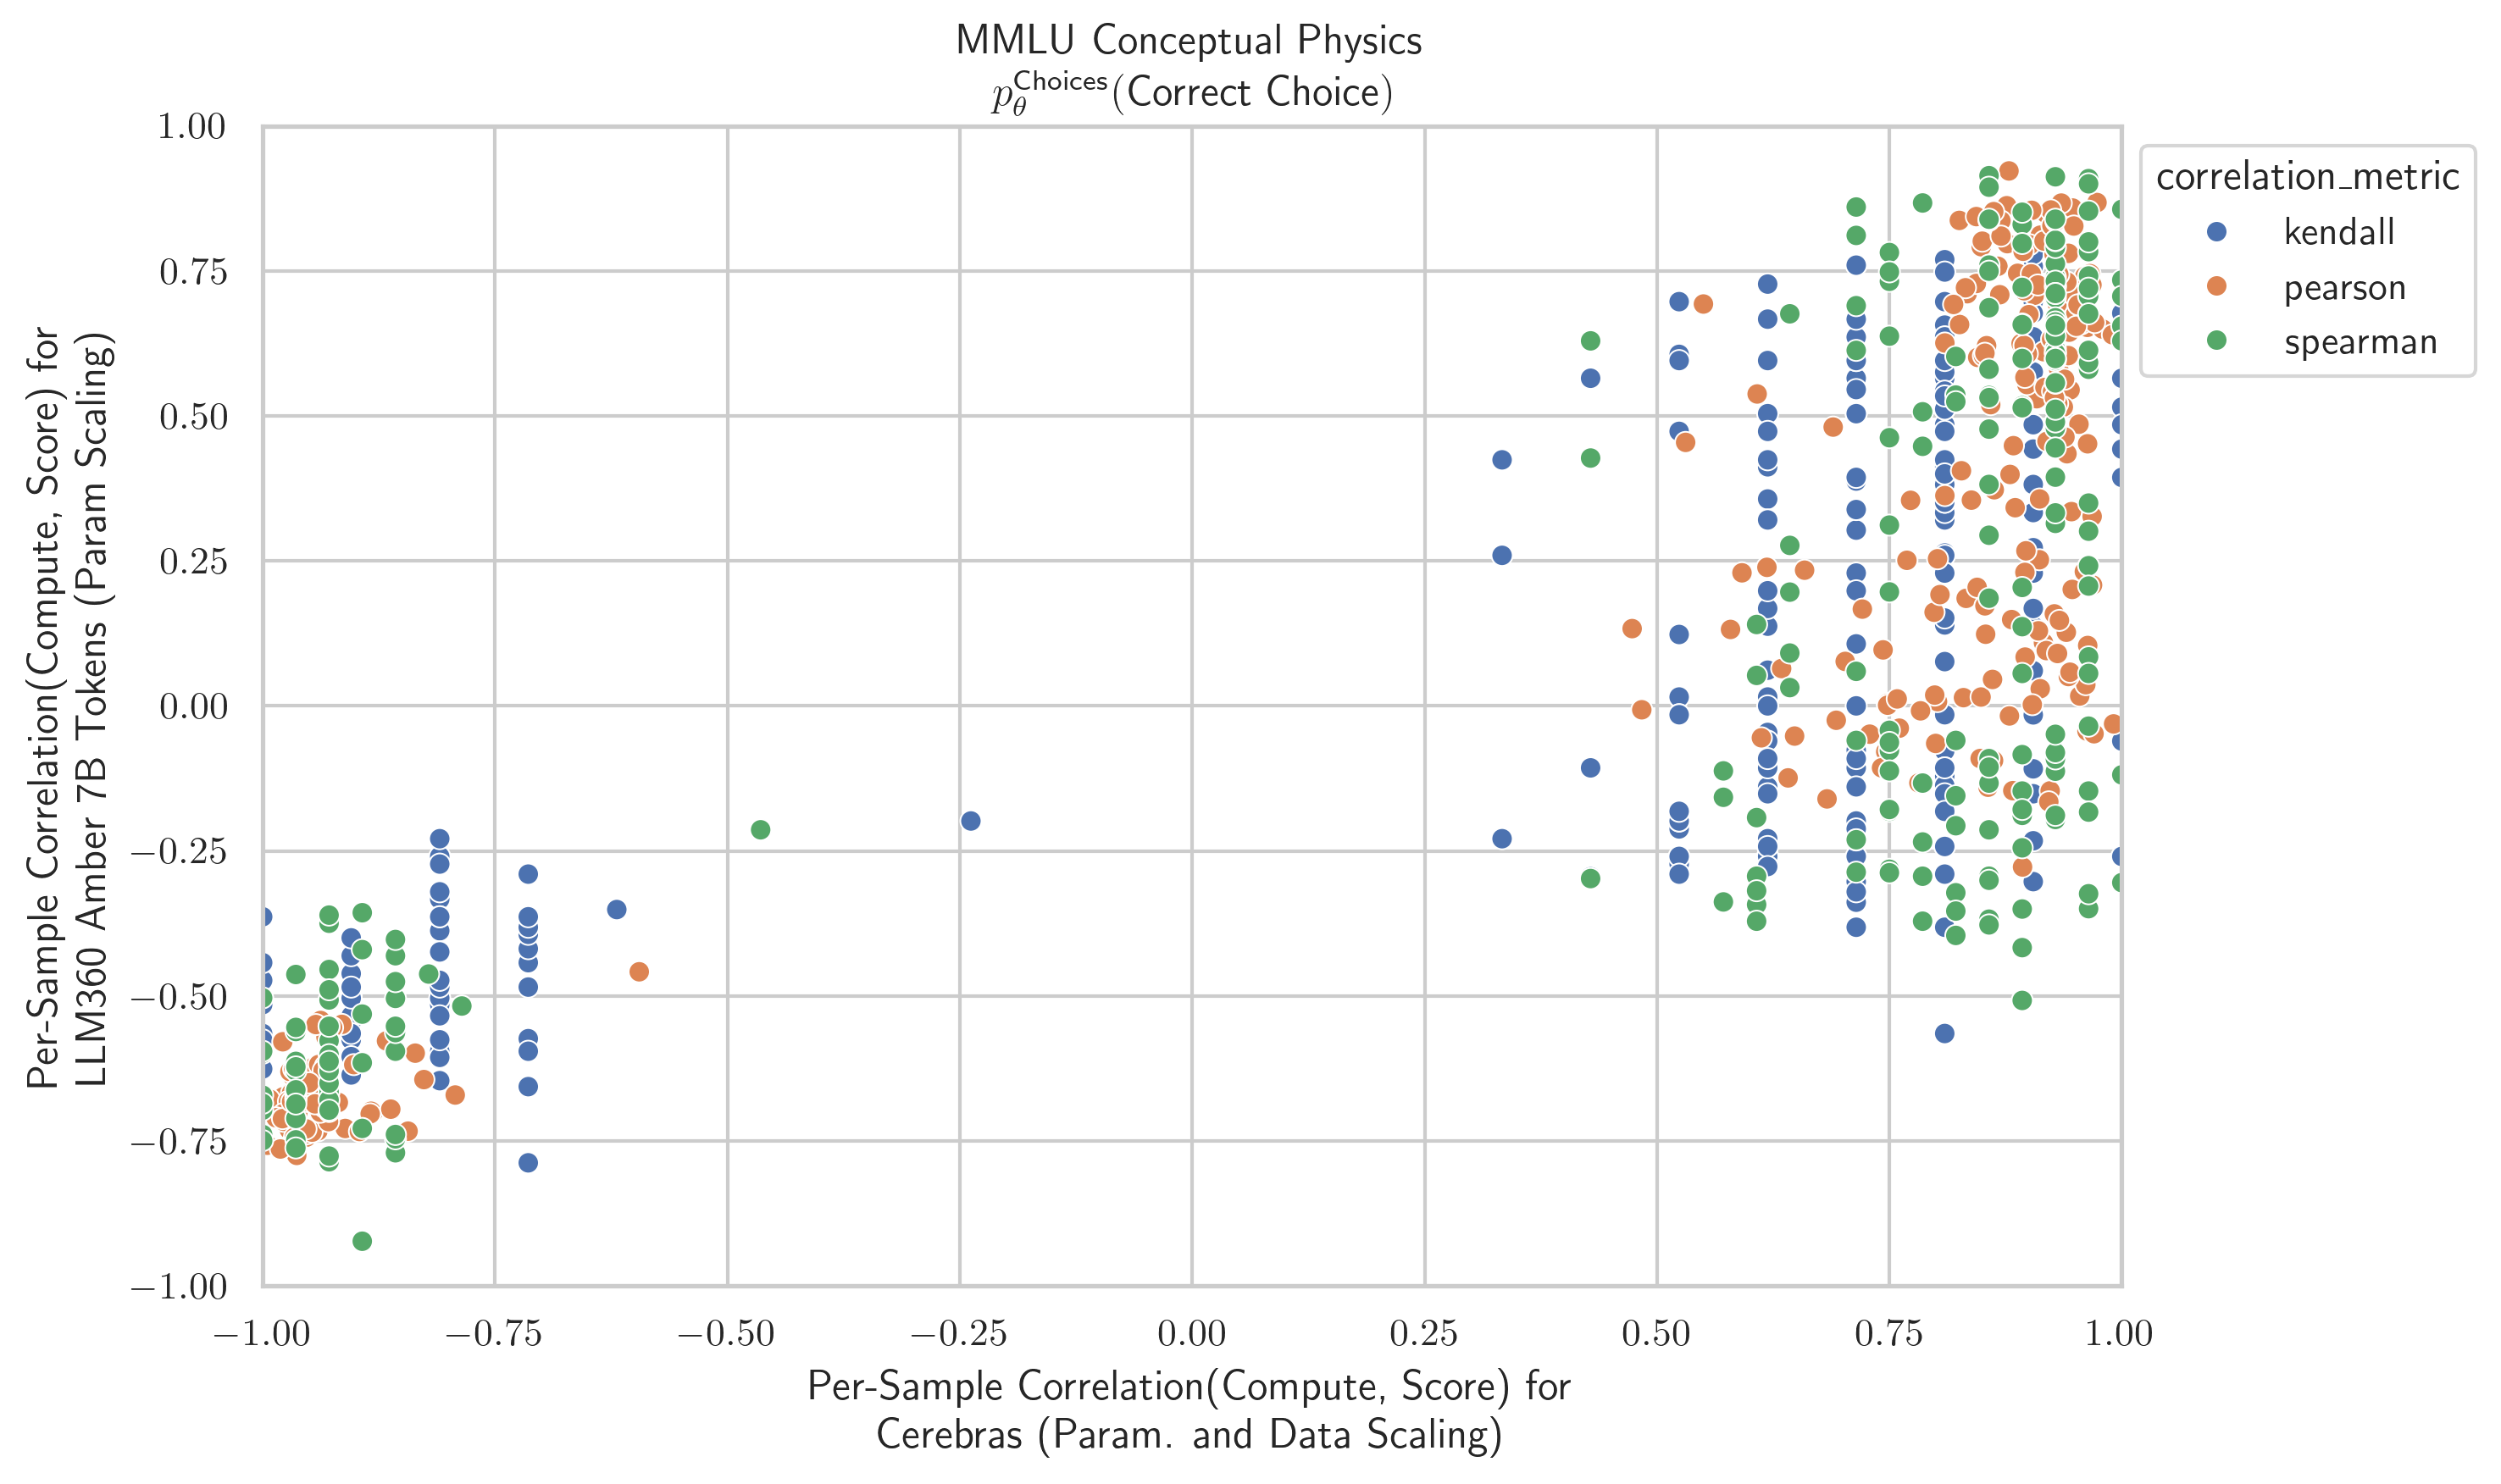 MMLU Conceptual Physics
p_θ^Choices(Correct Choice)
1.00
0.75
0.50
0.25
0.00
−0.25
−0.50
−0.75
−1.00
Per-Sample Correlation(Compute, Score) for
LLM360 Amber 7B Tokens (Param Scaling)
correlation_metric
kendall
pearson
spearman
−1.00 −0.75 −0.50 −0.25 0.00 0.25 0.50 0.75 1.00
Per-Sample Correlation(Compute, Score) for
Cerebras (Param. and Data Scaling)